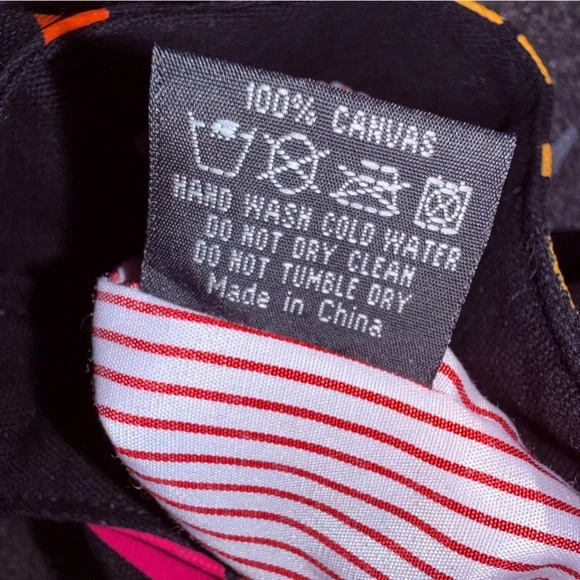 100% CANVAS
HAND WASH COLD WATER
DO NOT DRY CLEAN
DO NOT TUMBLE DRY
Made in China